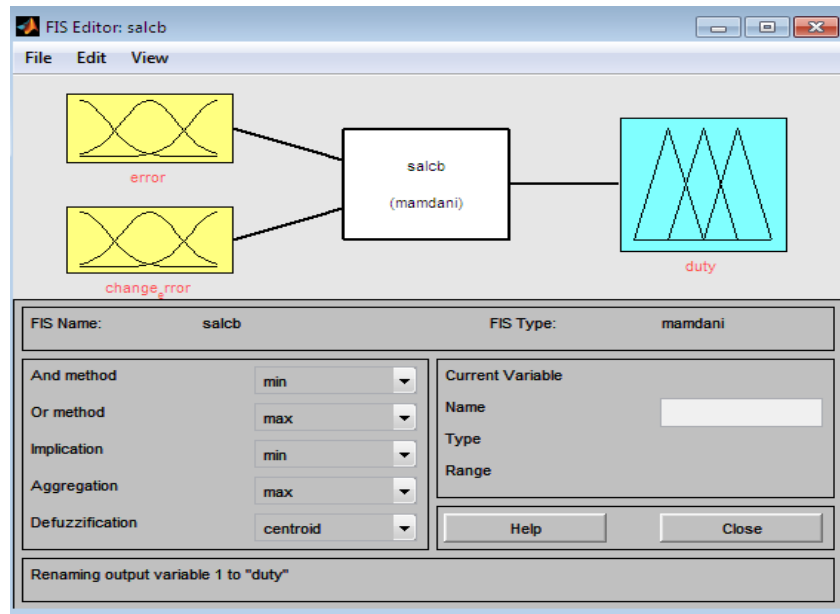 FIS Editor: salcb
File Edit View
error
change_error
salcb
(mamdani)
duty
FIS Name: salcb FIS Type: mamdani
And method min
Or method max
Implication min
Aggregation max
Defuzzification centroid
Current Variable
Name
Type
Range
Help Close
Renaming output variable 1 to "duty"